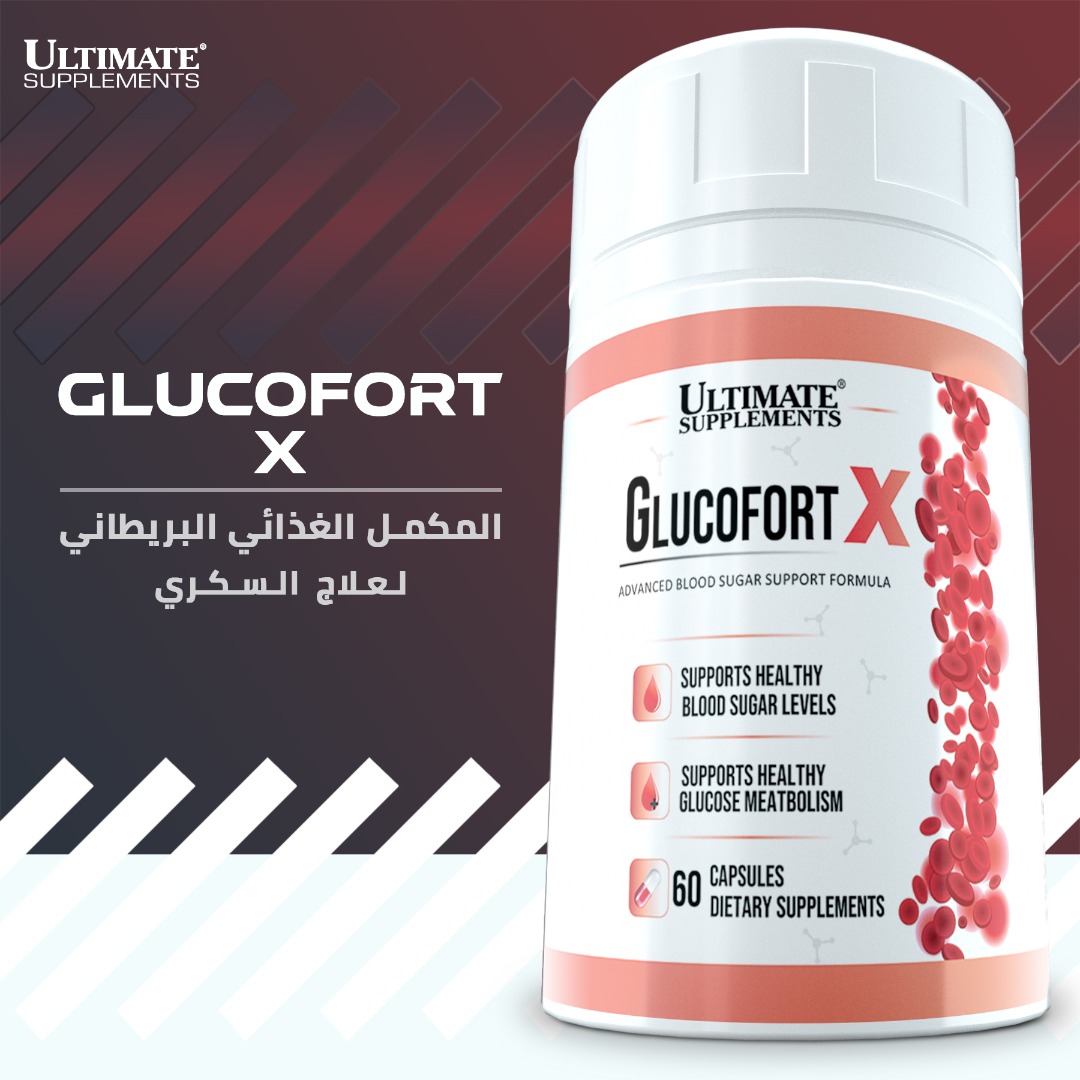 ULTIMATE®
SUPPLEMENTS
GLUCOFORT
X
المكمل الغذائي البريطاني
لعلاج السكري
ULTIMATE®
SUPPLEMENTS
GLUCOFORT X
ADVANCED BLOOD SUGAR SUPPORT FORMULA
SUPPORTS HEALTHY
BLOOD SUGAR LEVELS
SUPPORTS HEALTHY
GLUCOSE MEATBOLISM
60 CAPSULES
DIETARY SUPPLEMENTS